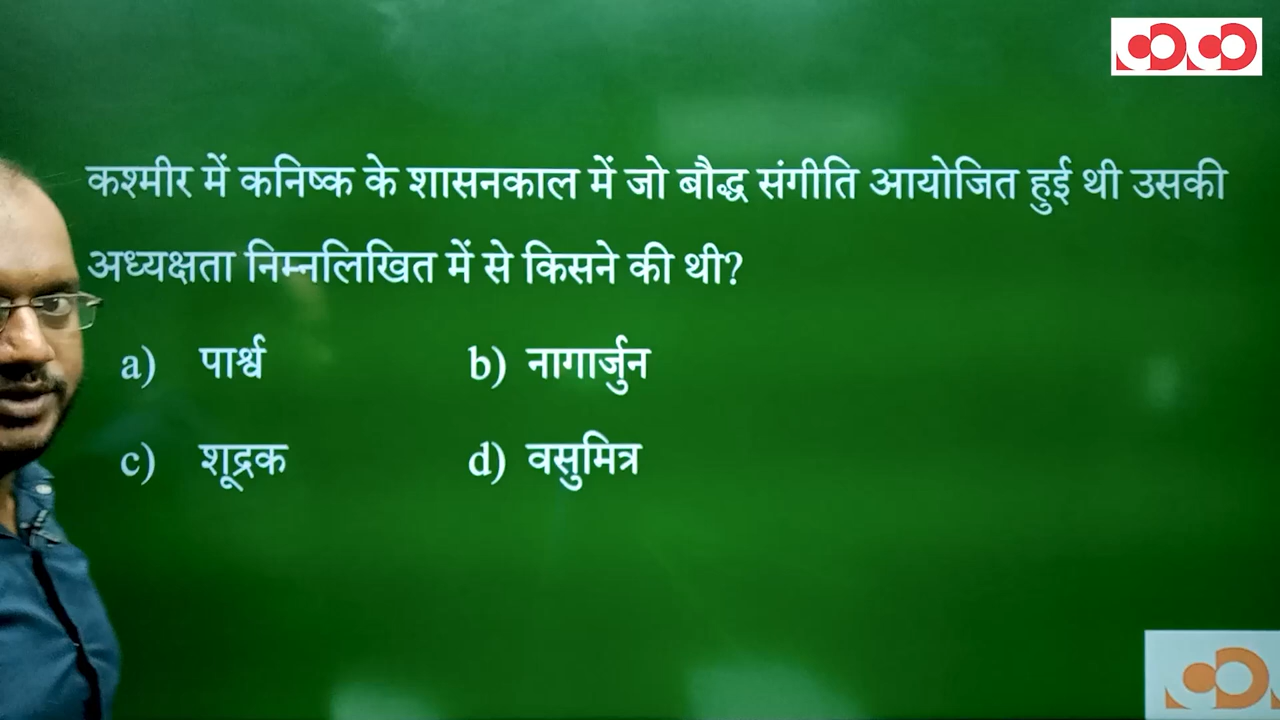 कश्मीर में कनिष्क के शासनकाल में जो बौद्ध संगीति आयोजित हुई थी उसकी
अध्यक्षता निम्नलिखित में से किसने की थी?
a) पार्श्व b) नागार्जुन
c) शूद्रक d) वसुमित्र